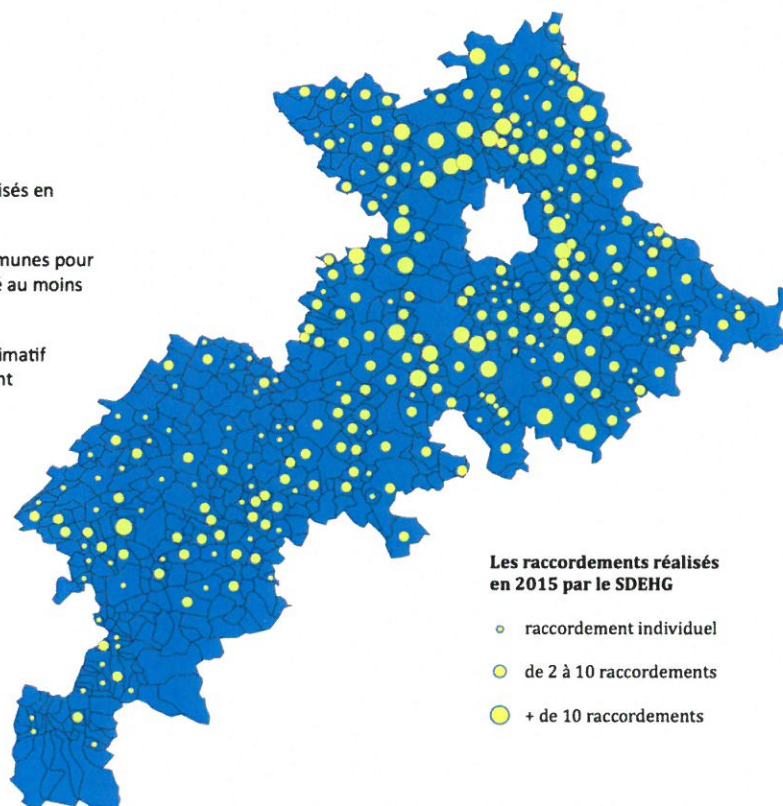 isés en
munes pour
é au moins
imatif
nt
Les raccordements réalisés
en 2015 par le SDEHG
raccordement individuel
de 2 à 10 raccordements
+ de 10 raccordements